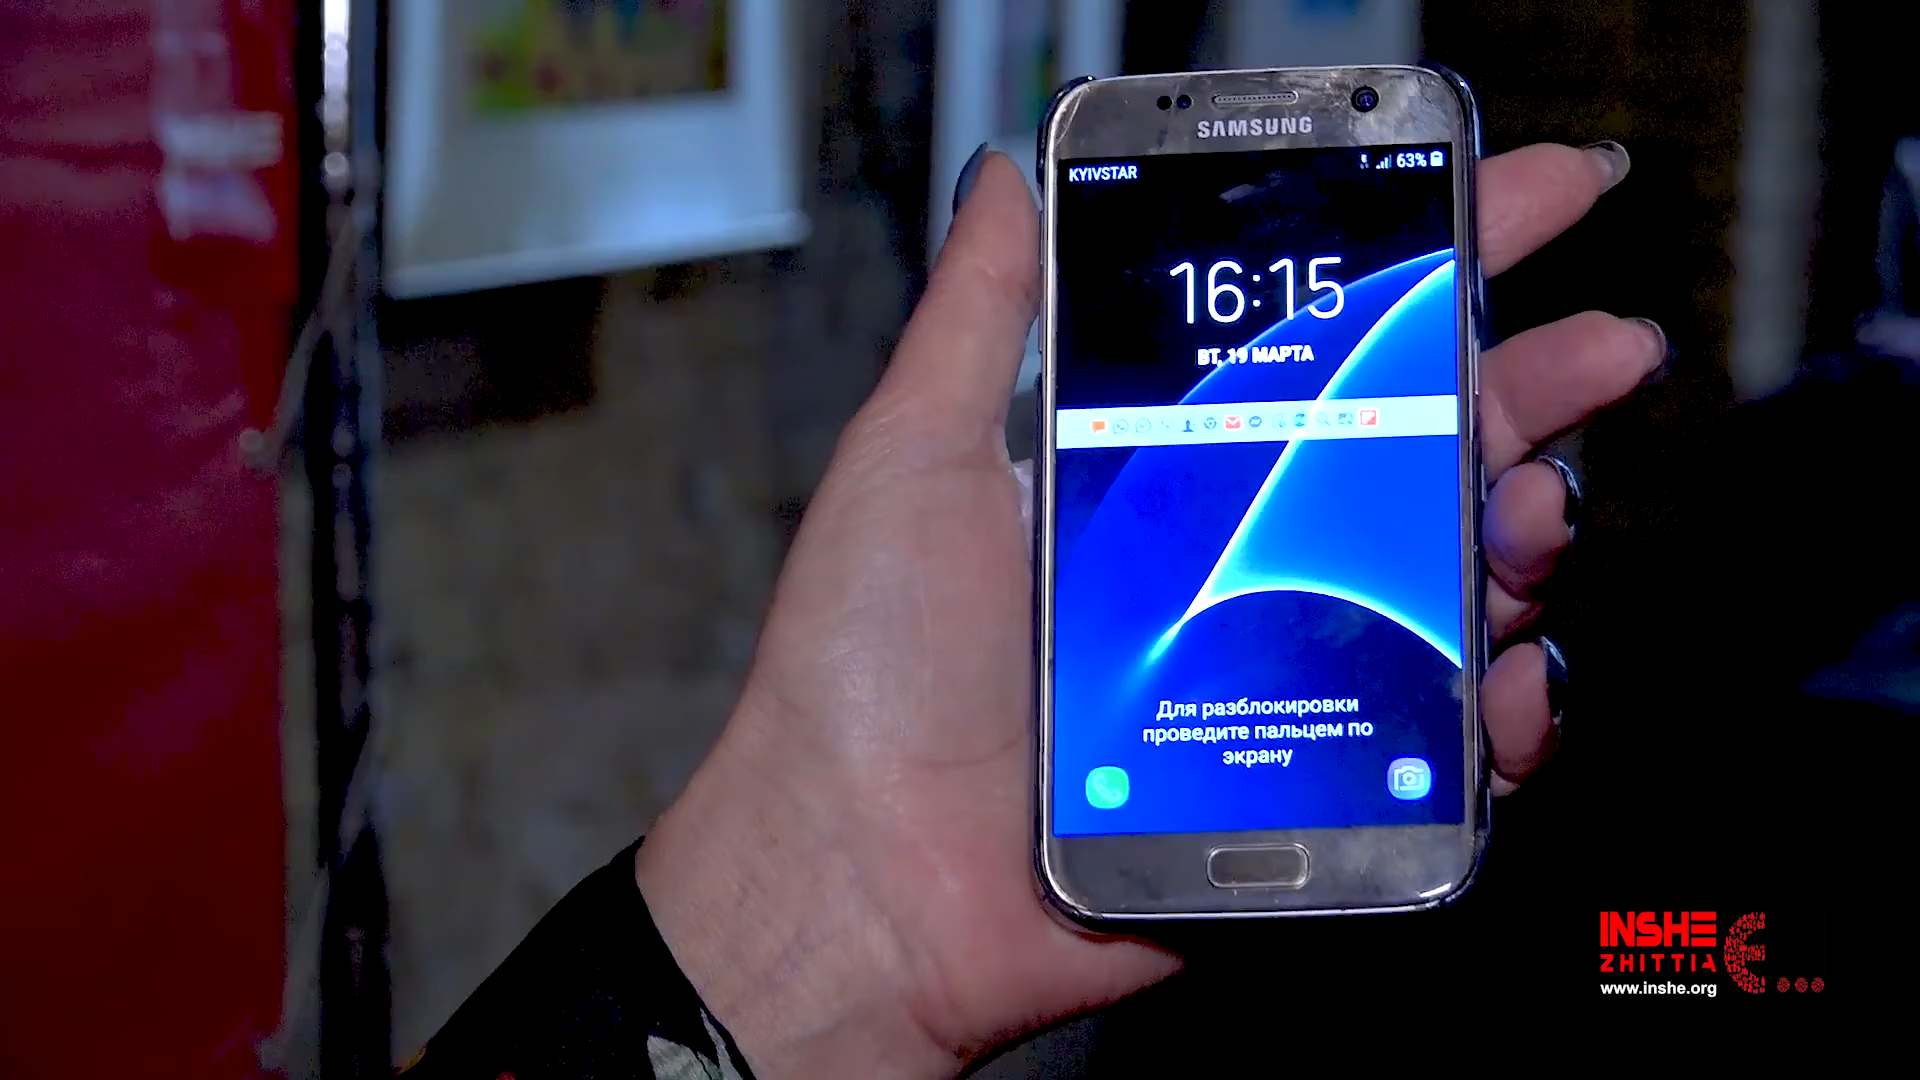 SAMSUNG
KYIVSTAR
63%
16:15
ВТ, 19 МАРТА
Для разблокировки
проведите пальцем по
экрану
INSHE
ZHITTIA
www.inshe.org